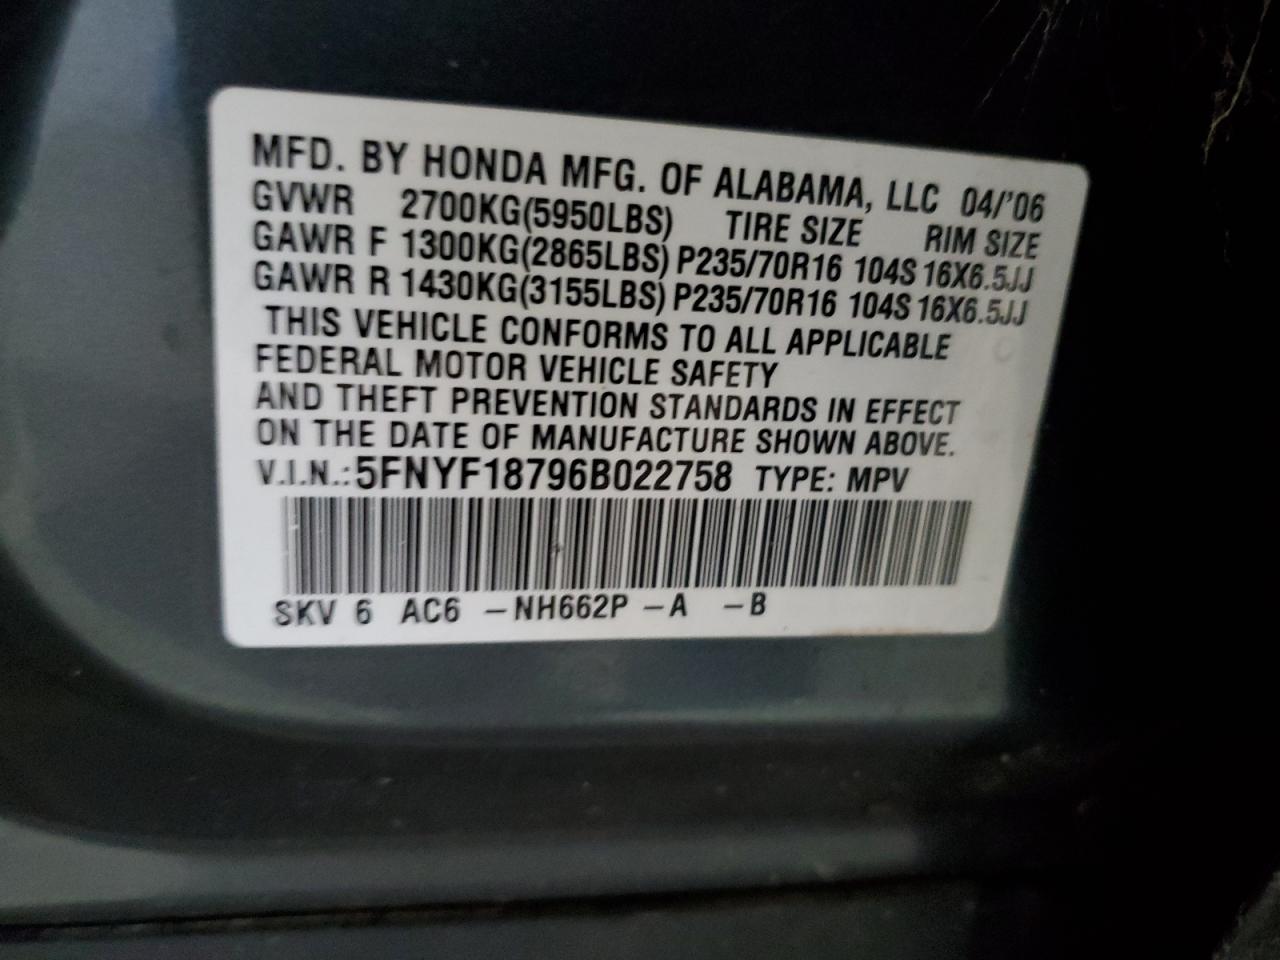 MFD. BY HONDA MFG. OF ALABAMA, LLC 04/'06
GVWR 2700KG(5950LBS) TIRE SIZE RIM SIZE
GAWR F 1300KG(2865LBS) P235/70R16 104S 16X6.5JJ
GAWR R 1430KG(3155LBS) P235/70R16 104S 16X6.5JJ
THIS VEHICLE CONFORMS TO ALL APPLICABLE
FEDERAL MOTOR VEHICLE SAFETY
AND THEFT PREVENTION STANDARDS IN EFFECT
ON THE DATE OF MANUFACTURE SHOWN ABOVE.
V.I.N.: 5FNYF18796B022758 TYPE: MPV
SKV 6 AC6 -NH662P -A -B